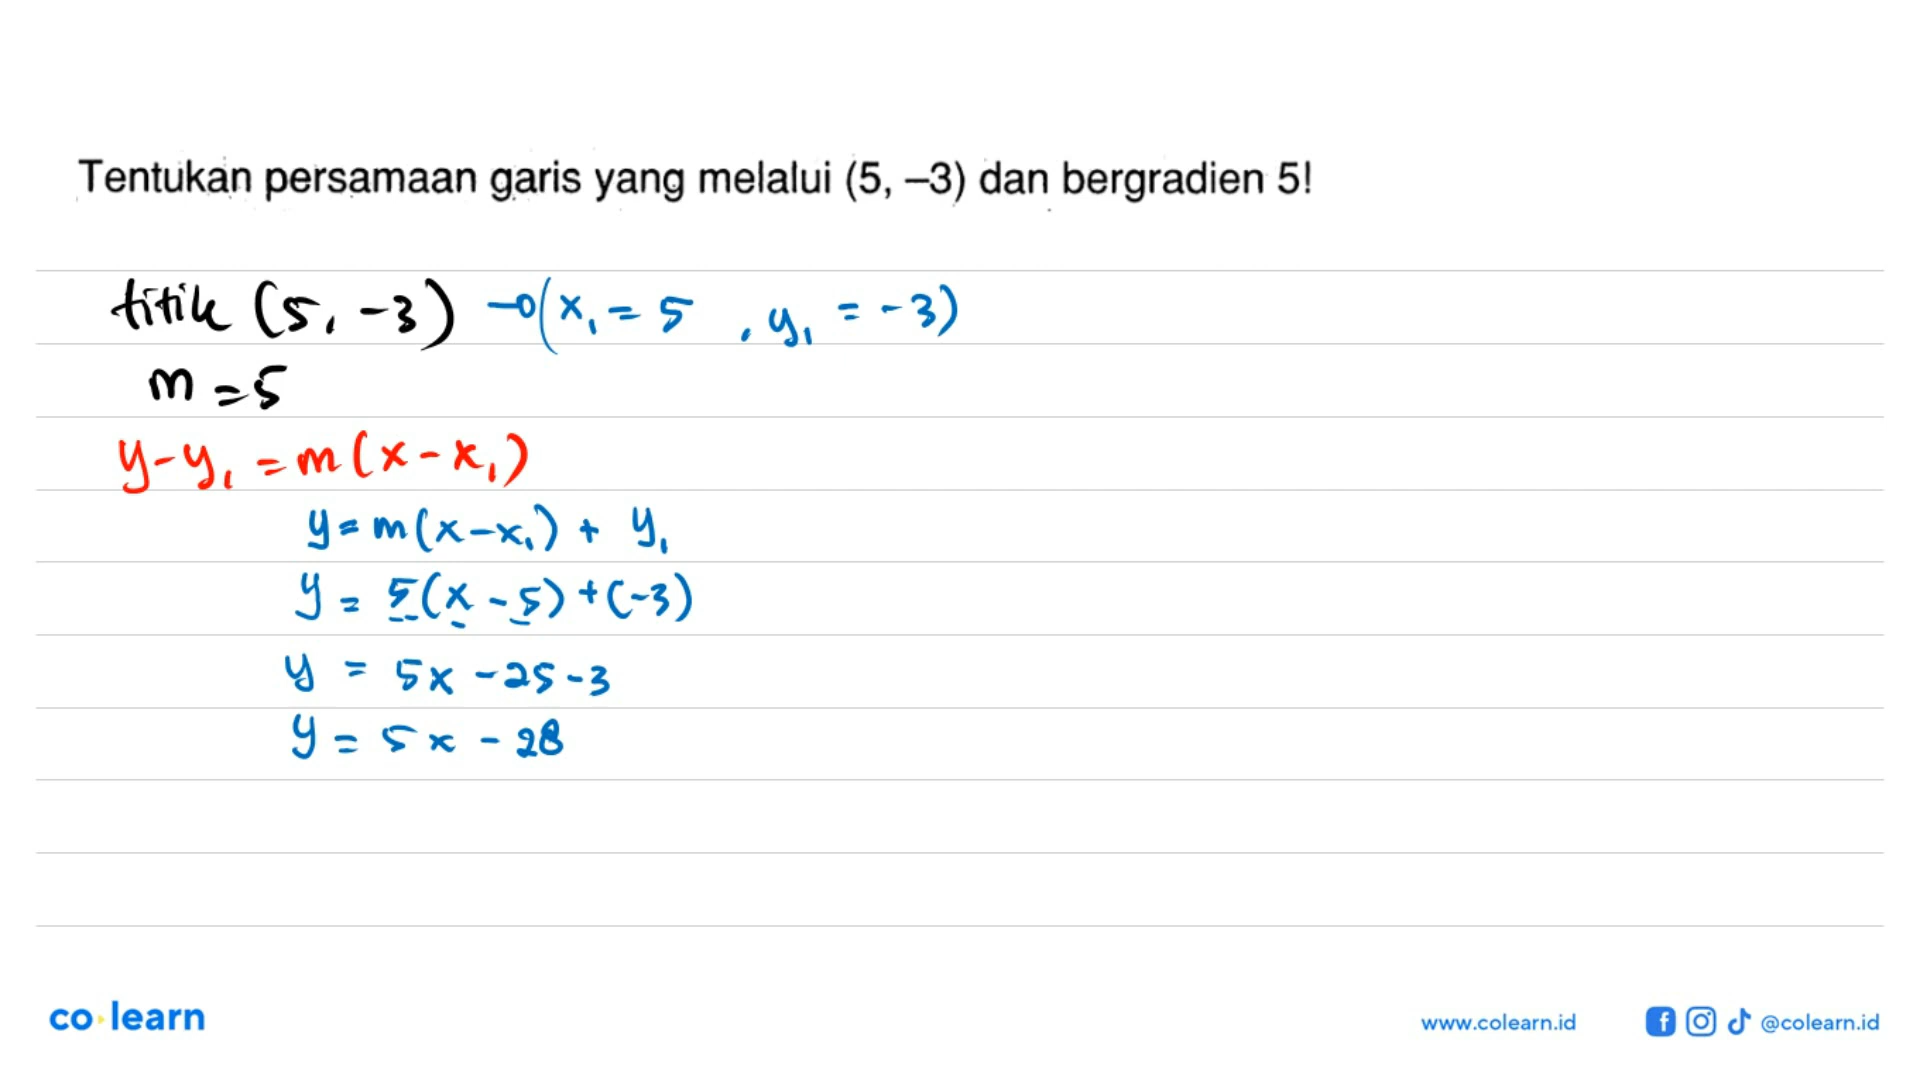 Tentukan persamaan garis yang melalui (5, –3) dan bergradien 5!
titik (5, -3) → (x₁ = 5 , y₁ = -3)
m = 5
y - y₁ = m(x - x₁)
y = m(x - x₁) + y₁
y = 5(x - 5) + (-3)
y = 5x - 25 - 3
y = 5x - 28
co learn
www.colearn.id
@colearn.id